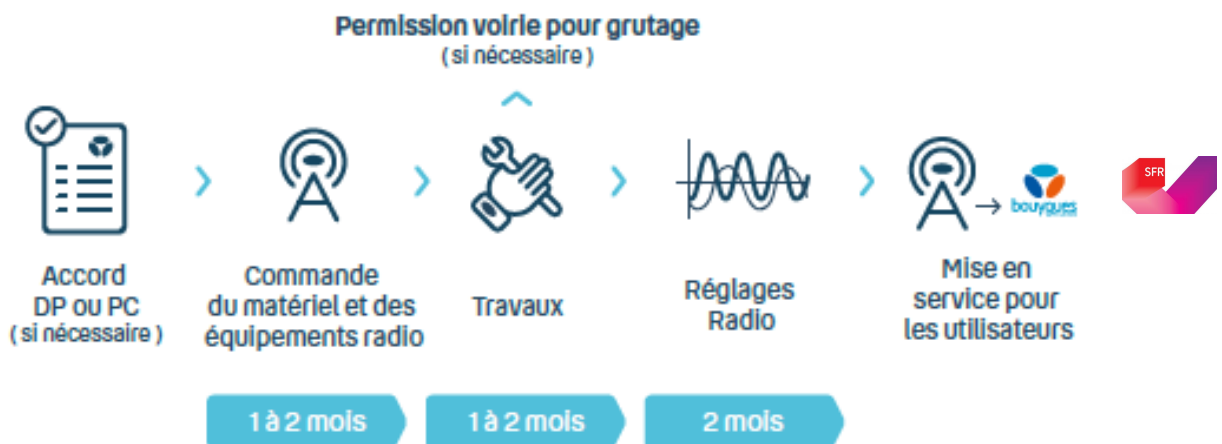 Permission voirie pour grutage
( si nécessaire )
SFR
bouygues
Accord
DP ou PC
( si nécessaire )
Commande
du matériel et des
équipements radio
Travaux
Réglages
Radio
Mise en
service pour
les utilisateurs
1 à 2 mois
1 à 2 mois
2 mois